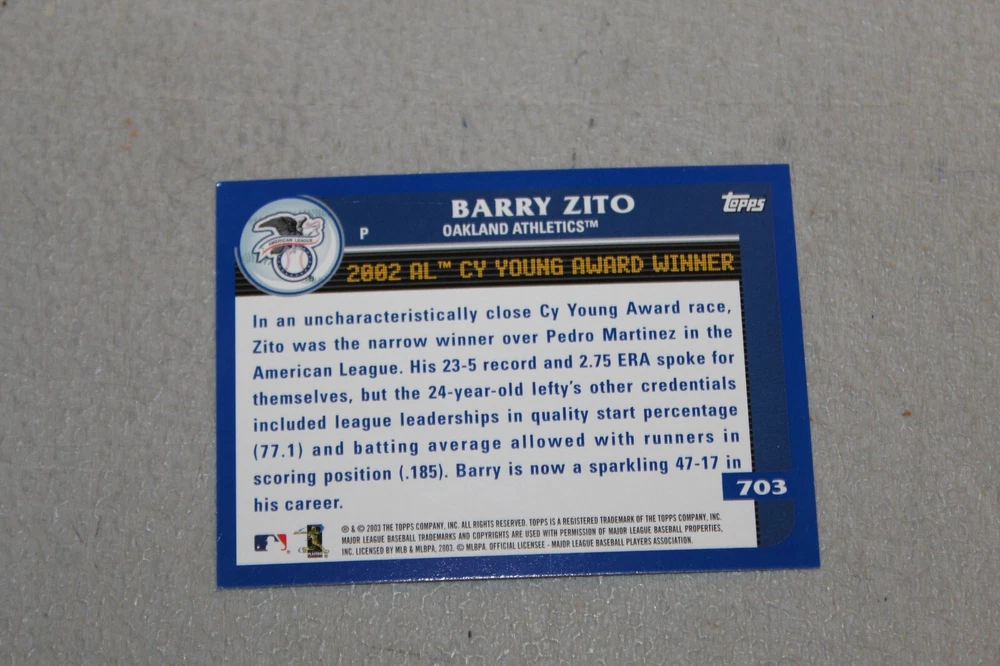 BARRY ZITO
topps
P
OAKLAND ATHLETICS™
AMERICAN LEAGUE
2002 AL™ CY YOUNG AWARD WINNER
In an uncharacteristically close Cy Young Award race,
Zito was the narrow winner over Pedro Martinez in the
American League. His 23-5 record and 2.75 ERA spoke for
themselves, but the 24-year-old lefty's other credentials
included league leaderships in quality start percentage
(77.1) and batting average allowed with runners in
scoring position (.185). Barry is now a sparkling 47-17 in
his career.
703
® & © 2003 THE TOPPS COMPANY, INC. ALL RIGHTS RESERVED. TOPPS IS A REGISTERED TRADEMARK OF THE TOPPS COMPANY, INC.
MAJOR LEAGUE BASEBALL TRADEMARKS AND COPYRIGHTS ARE USED WITH PERMISSION OF MAJOR LEAGUE BASEBALL PROPERTIES,
INC. LICENSED BY MLB & MLBPA, 2003. © MLBPA. OFFICIAL LICENSEE - MAJOR LEAGUE BASEBALL PLAYERS ASSOCIATION.